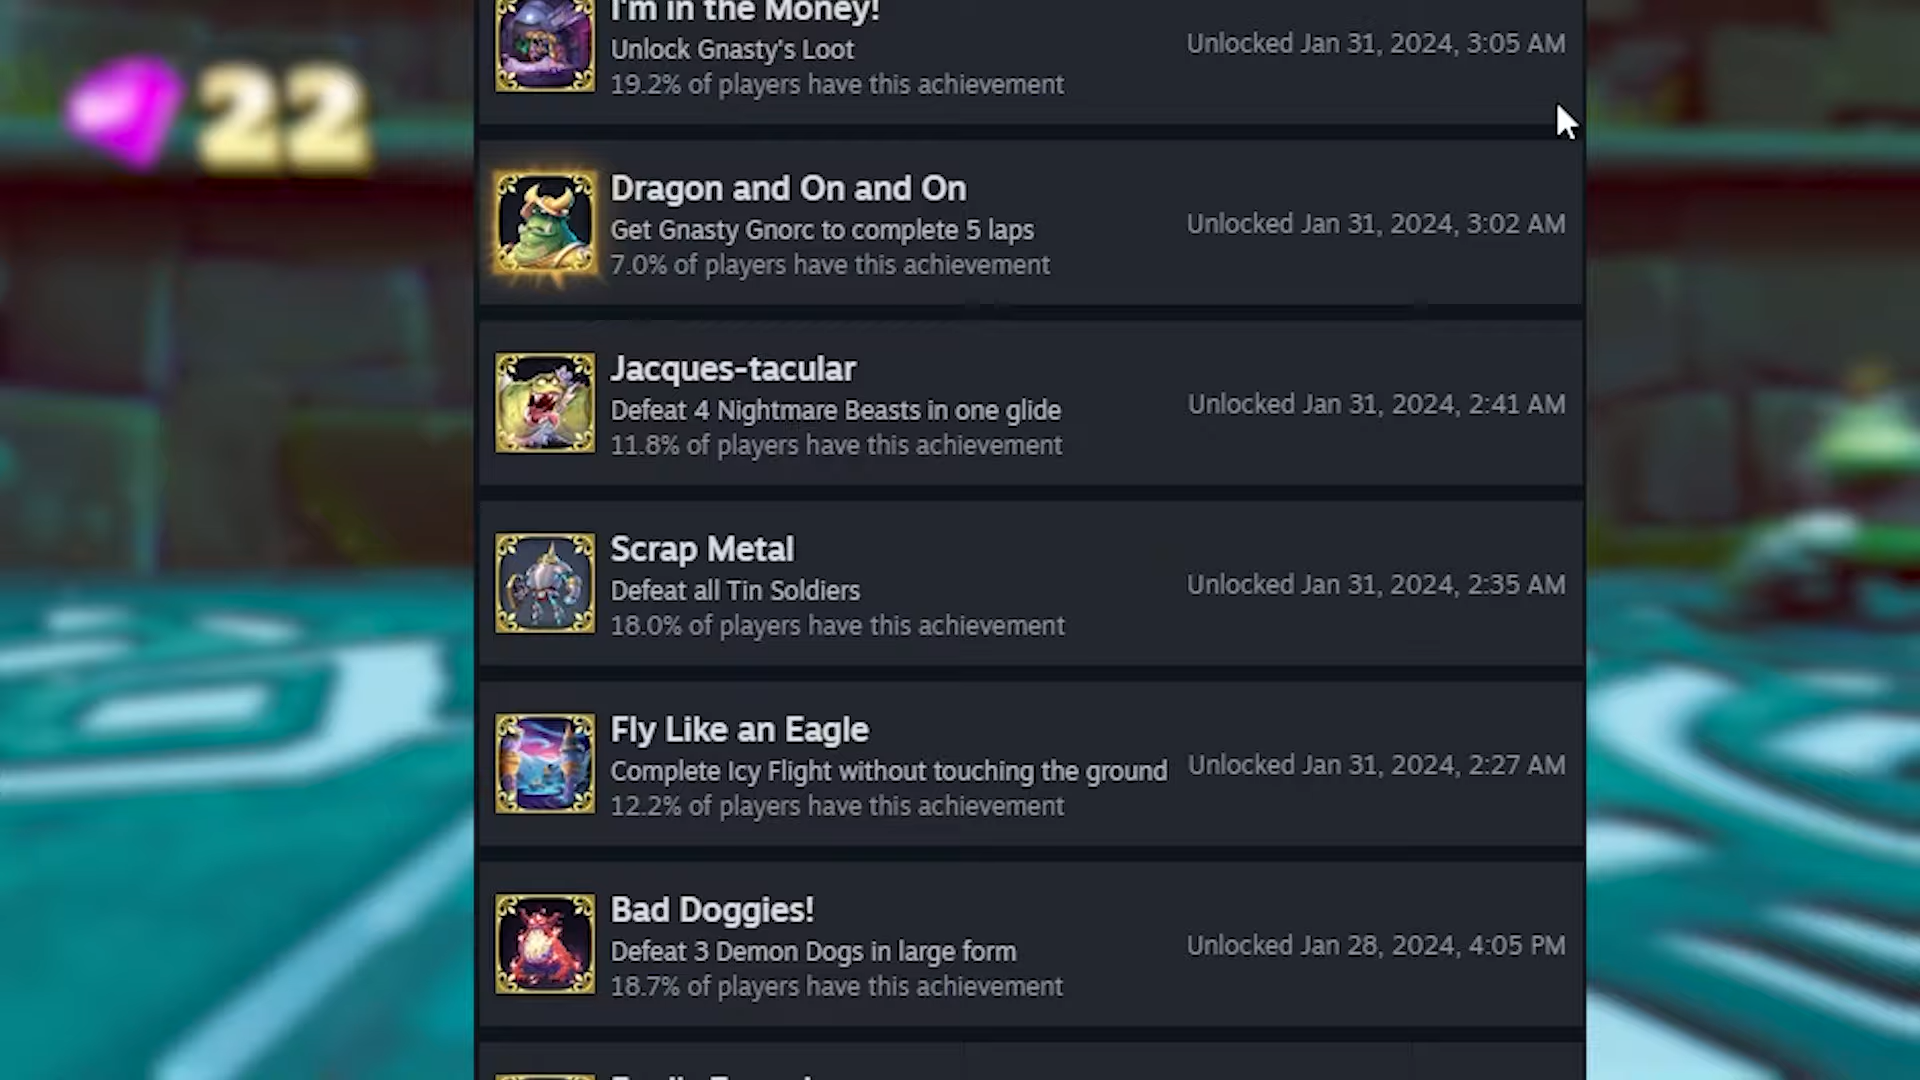 22
I'm in the Money!
Unlock Gnasty's Loot
19.2% of players have this achievement
Unlocked Jan 31, 2024, 3:05 AM
Dragon and On and On
Get Gnasty Gnorc to complete 5 laps
7.0% of players have this achievement
Unlocked Jan 31, 2024, 3:02 AM
Jacques-tacular
Defeat 4 Nightmare Beasts in one glide
11.8% of players have this achievement
Unlocked Jan 31, 2024, 2:41 AM
Scrap Metal
Defeat all Tin Soldiers
18.0% of players have this achievement
Unlocked Jan 31, 2024, 2:35 AM
Fly Like an Eagle
Complete Icy Flight without touching the ground
12.2% of players have this achievement
Unlocked Jan 31, 2024, 2:27 AM
Bad Doggies!
Defeat 3 Demon Dogs in large form
18.7% of players have this achievement
Unlocked Jan 28, 2024, 4:05 PM